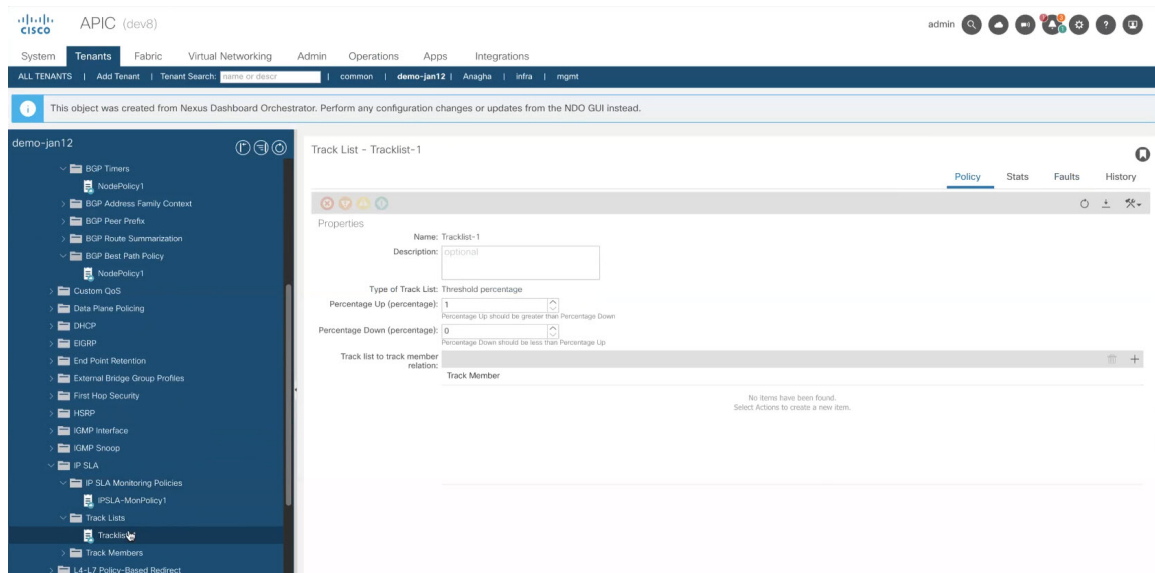 CISCO
APIC (dev8)
admin
System Tenants Fabric Virtual Networking Admin Operations Apps Integrations
ALL TENANTS | Add Tenant | Tenant Search: name or descr | common | demo-jan12 | Anagha | infra | mgmt
This object was created from Nexus Dashboard Orchestrator. Perform any configuration changes or updates from the NDO GUI instead.
demo-jan12
BGP Timers
NodePolicy1
BGP Address Family Context
BGP Peer Prefix
BGP Route Summarization
BGP Best Path Policy
NodePolicy1
Custom QoS
Data Plane Policing
DHCP
EIGRP
End Point Retention
External Bridge Group Profiles
First Hop Security
HSRP
IGMP Interface
IGMP Snoop
IP SLA
IP SLA Monitoring Policies
IPSLA-MonPolicy1
Track Lists
Track Members
L4-L7 Policy-Based Redirect
Track List - Tracklist-1
Policy Stats Faults History
Properties
Name: Tracklist-1
Description: optional
Type of Track List: Threshold percentage
Percentage Up (percentage): 1
Percentage Up should be greater than Percentage Down
Percentage Down (percentage): 0
Percentage Down should be less than Percentage Up
Track list to track member relation:
Track Member
No items have been found.
Select Actions to create a new item.